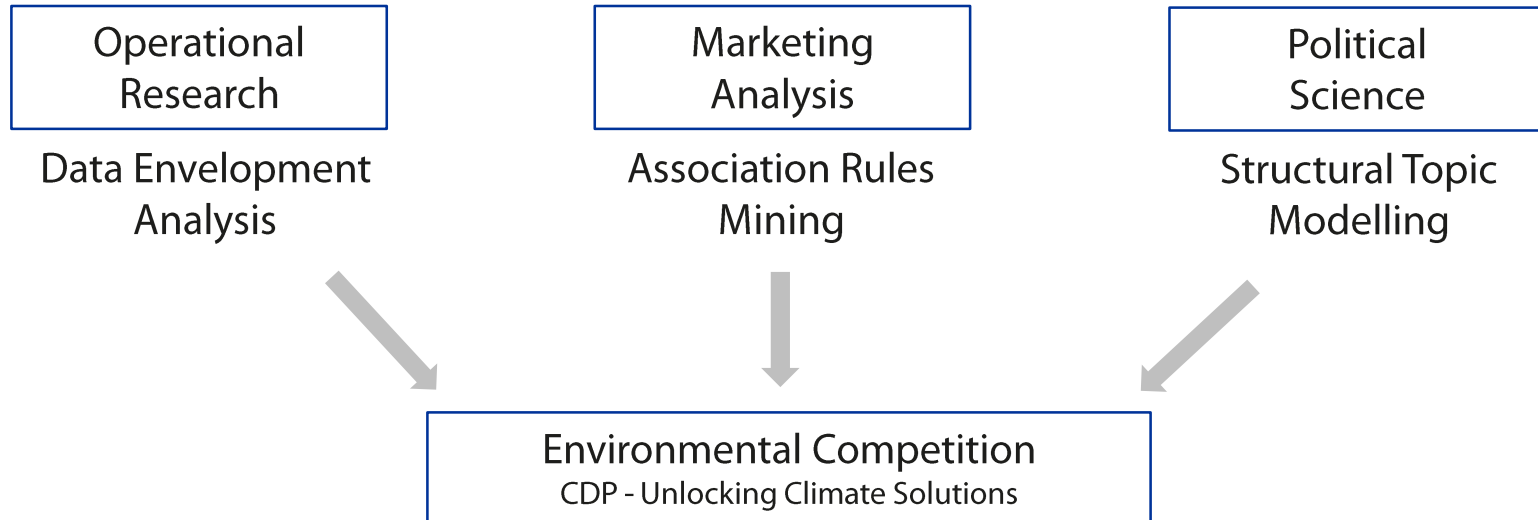 Operational
Research
Data Envelopment
Analysis
Marketing
Analysis
Association Rules
Mining
Political
Science
Structural Topic
Modelling
Environmental Competition
CDP - Unlocking Climate Solutions